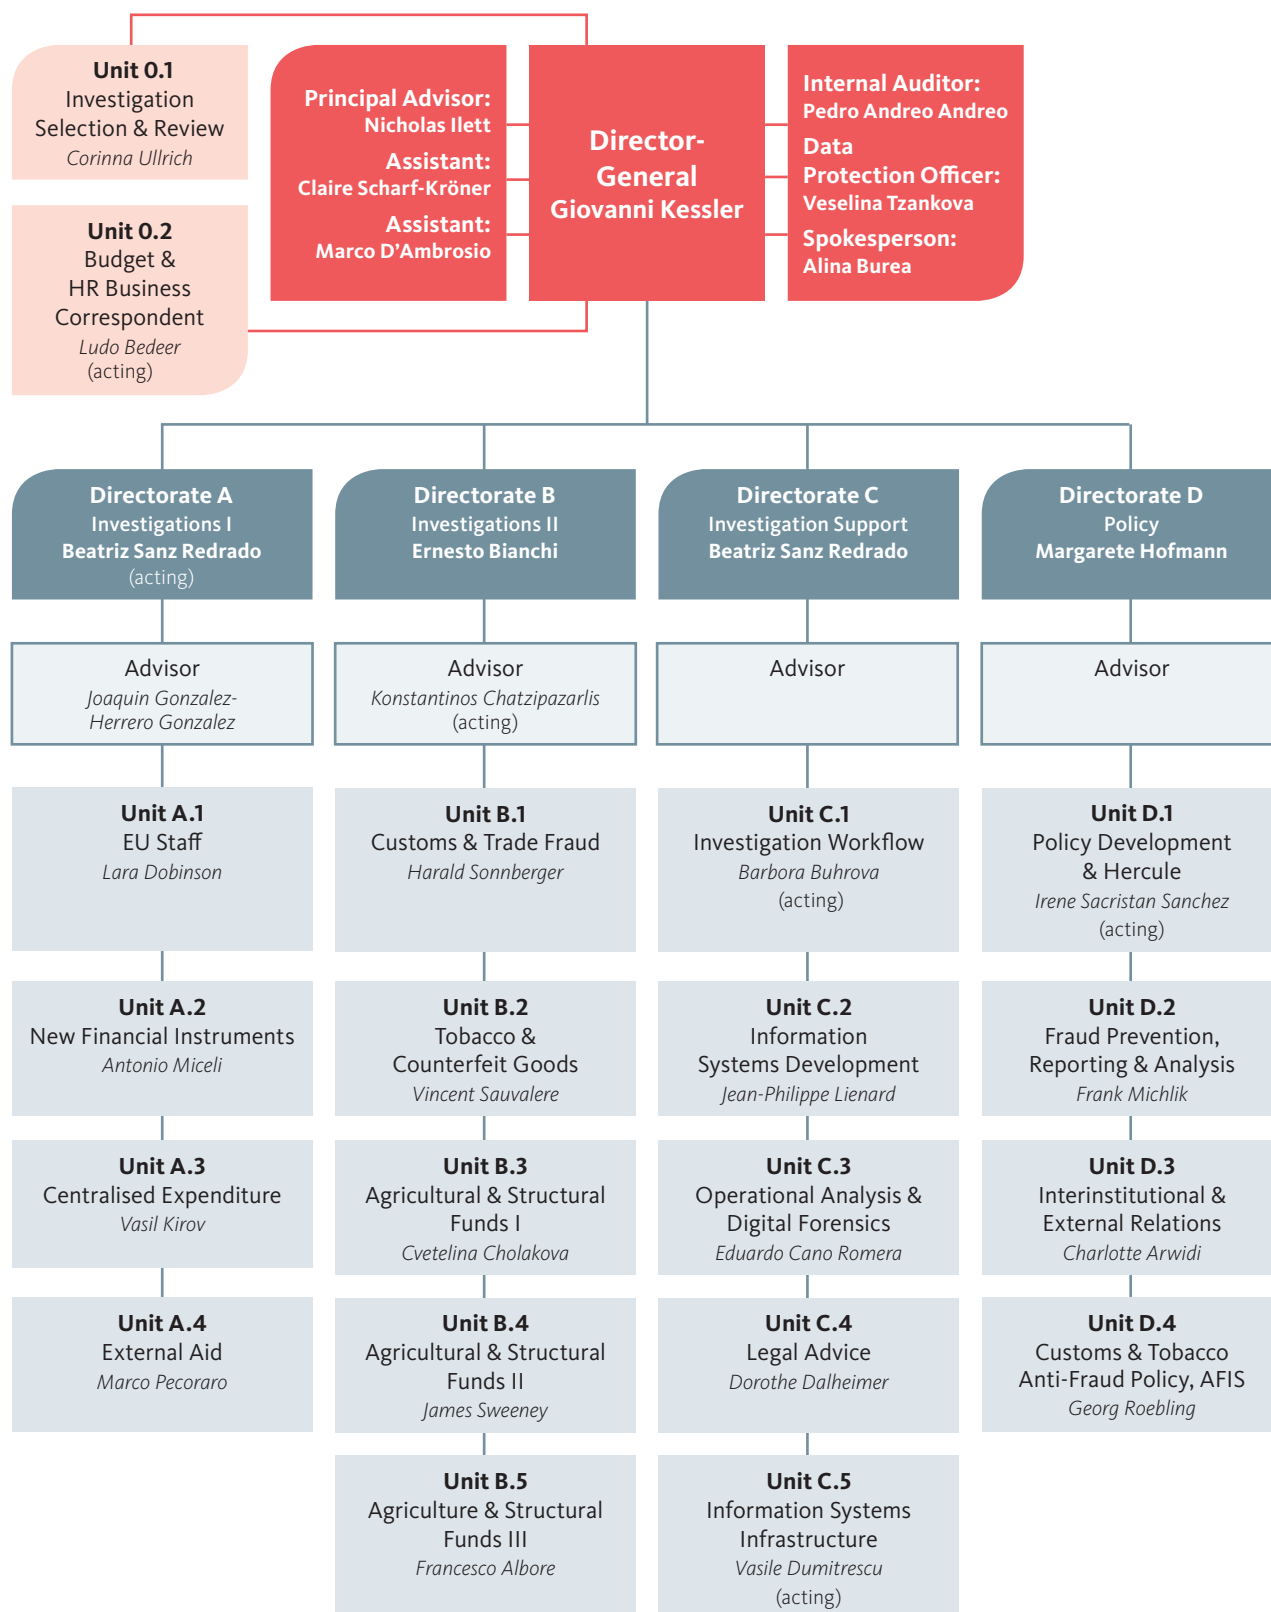 Unit 0.1
Investigation
Selection & Review
Corinna Ullrich
Unit 0.2
Budget &
HR Business
Correspondent
Ludo Bedeer
(acting)
Principal Advisor:
Nicholas Ilett
Assistant:
Claire Scharf-Kröner
Assistant:
Marco D’Ambrosio
Director-
General
Giovanni Kessler
Internal Auditor:
Pedro Andreo Andreo
Data
Protection Officer:
Veselina Tzankova
Spokesperson:
Alina Burea
Directorate A
Investigations I
Beatriz Sanz Redrado
(acting)
Advisor
Joaquin Gonzalez-
Herrero Gonzalez
Unit A.1
EU Staff
Lara Dobinson
Unit A.2
New Financial Instruments
Antonio Miceli
Unit A.3
Centralised Expenditure
Vasil Kirov
Unit A.4
External Aid
Marco Pecoraro
Directorate B
Investigations II
Ernesto Bianchi
Advisor
Konstantinos Chatzipazarlis
(acting)
Unit B.1
Customs & Trade Fraud
Harald Sonnberger
Unit B.2
Tobacco &
Counterfeit Goods
Vincent Sauvalere
Unit B.3
Agricultural & Structural
Funds I
Cvetelina Cholakova
Unit B.4
Agricultural & Structural
Funds II
James Sweeney
Unit B.5
Agriculture & Structural
Funds III
Francesco Albore
Directorate C
Investigation Support
Beatriz Sanz Redrado
Advisor
Unit C.1
Investigation Workflow
Barbora Buhrova
(acting)
Unit C.2
Information
Systems Development
Jean-Philippe Lienard
Unit C.3
Operational Analysis &
Digital Forensics
Eduardo Cano Romera
Unit C.4
Legal Advice
Dorothe Dalheimer
Unit C.5
Information Systems
Infrastructure
Vasile Dumitrescu
(acting)
Directorate D
Policy
Margarete Hofmann
Advisor
Unit D.1
Policy Development
& Hercule
Irene Sacristan Sanchez
(acting)
Unit D.2
Fraud Prevention,
Reporting & Analysis
Frank Michlik
Unit D.3
Interinstitutional &
External Relations
Charlotte Arwidi
Unit D.4
Customs & Tobacco
Anti-Fraud Policy, AFIS
Georg Roebling